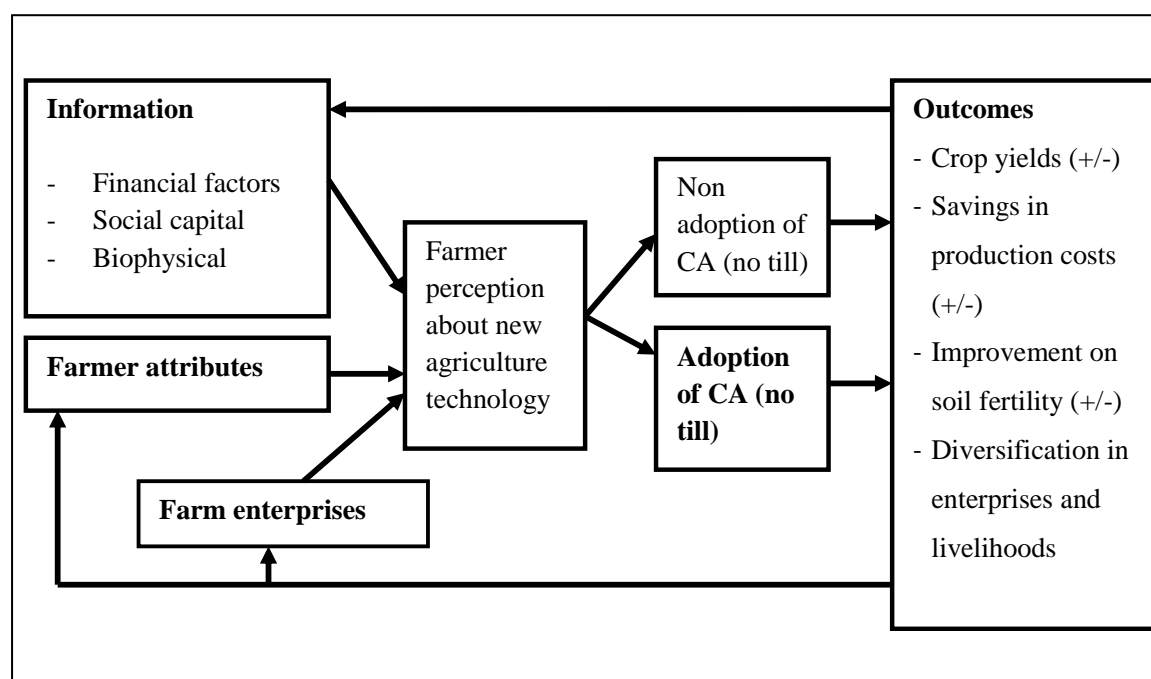 Information
- Financial factors
- Social capital
- Biophysical
Farmer attributes
Farm enterprises
Farmer
perception
about new
agriculture
technology
Non
adoption of
CA (no till)
Adoption
of CA (no
till)
Outcomes
- Crop yields (+/-)
- Savings in
production costs
(+/-)
- Improvement on
soil fertility (+/-)
- Diversification in
enterprises and
livelihoods